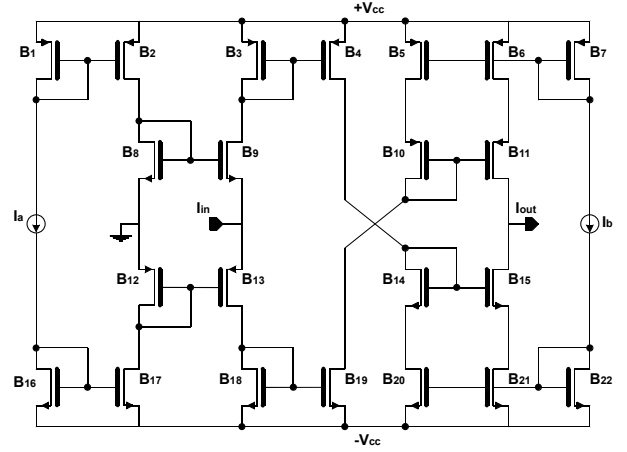 +Vcc
B1 B2 B3 B4 B5 B6 B7
B8 B9 B10 B11
Ia Iin Iout Ib
B12 B13 B14 B15
B16 B17 B18 B19 B20 B21 B22
-Vcc